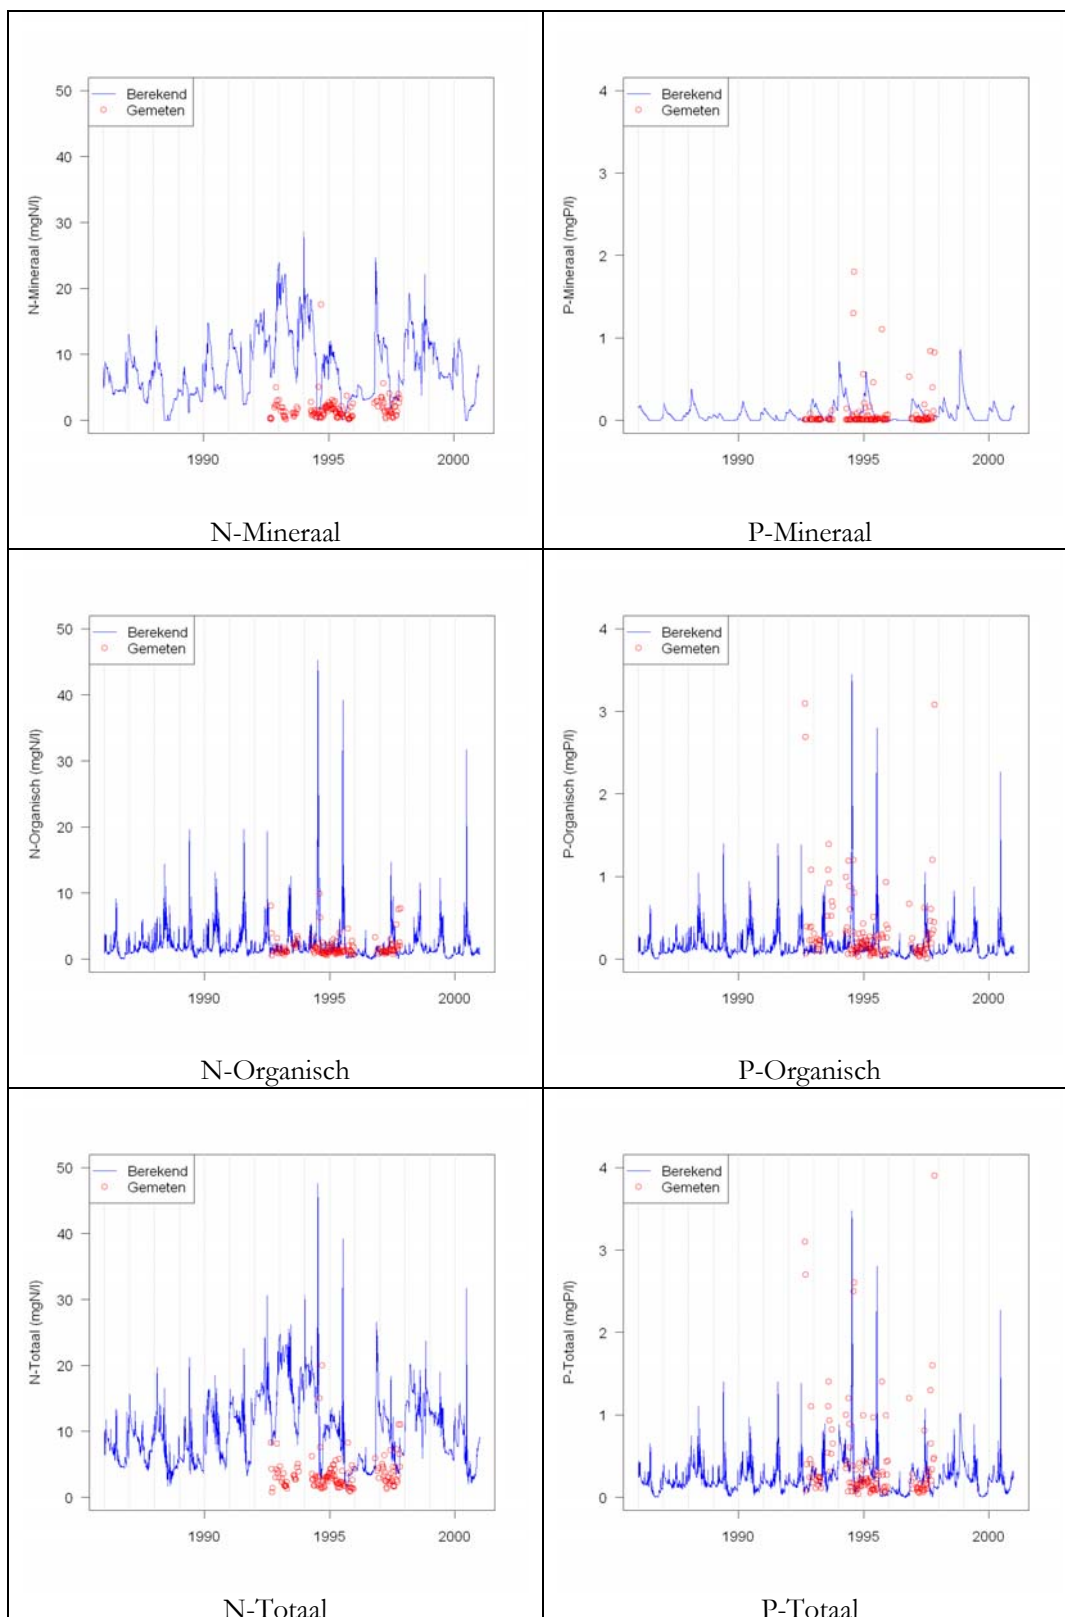 50
40
30
20
10
0
N-Mineraal (mgN/l)
Berekend
Gemeten
1990 1995 2000
N-Mineraal
4
3
2
1
0
P-Mineraal (mgP/l)
Berekend
Gemeten
1990 1995 2000
P-Mineraal
50
40
30
20
10
0
N-Organisch (mgN/l)
Berekend
Gemeten
1990 1995 2000
N-Organisch
4
3
2
1
0
P-Organisch (mgP/l)
Berekend
Gemeten
1990 1995 2000
P-Organisch
50
40
30
20
10
0
N-Totaal (mgN/l)
Berekend
Gemeten
1990 1995 2000
N-Totaal
4
3
2
1
0
P-Totaal (mgP/l)
Berekend
Gemeten
1990 1995 2000
P-Totaal